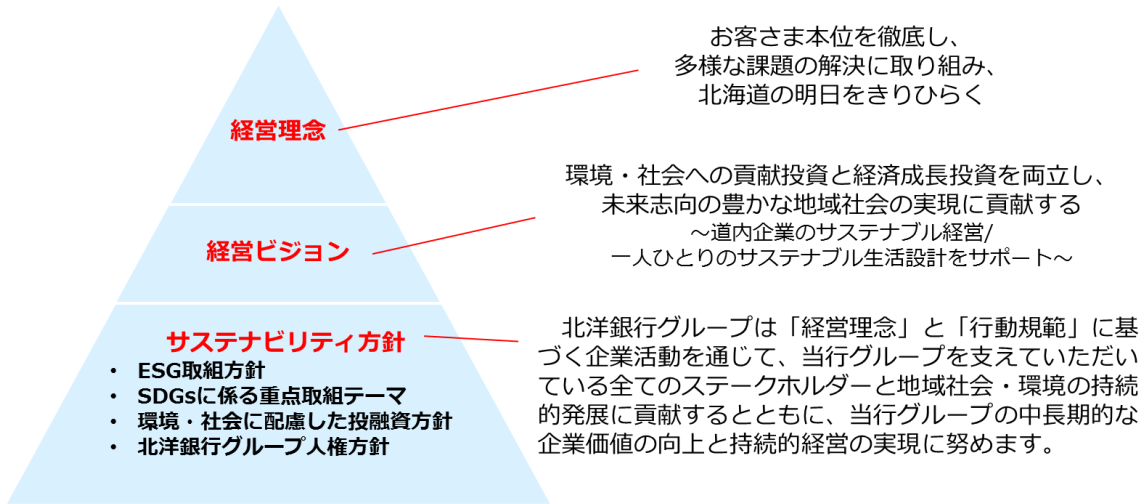 お客さま本位を徹底し、
多様な課題の解決に取り組み、
北海道の明日をきりひらく
経営理念
環境・社会への貢献投資と経済成長投資を両立し、
未来志向の豊かな地域社会の実現に貢献する
～道内企業のサステナブル経営/
一人ひとりのサステナブル生活設計をサポート～
経営ビジョン
サステナビリティ方針
• ESG取組方針
• SDGsに係る重点取組テーマ
• 環境・社会に配慮した投融資方針
• 北洋銀行グループ人権方針
北洋銀行グループは「経営理念」と「行動規範」に基
づく企業活動を通じて、当行グループを支えていただい
ている全てのステークホルダーと地域社会・環境の持続
的発展に貢献するとともに、当行グループの中長期的な
企業価値の向上と持続的経営の実現に努めます。